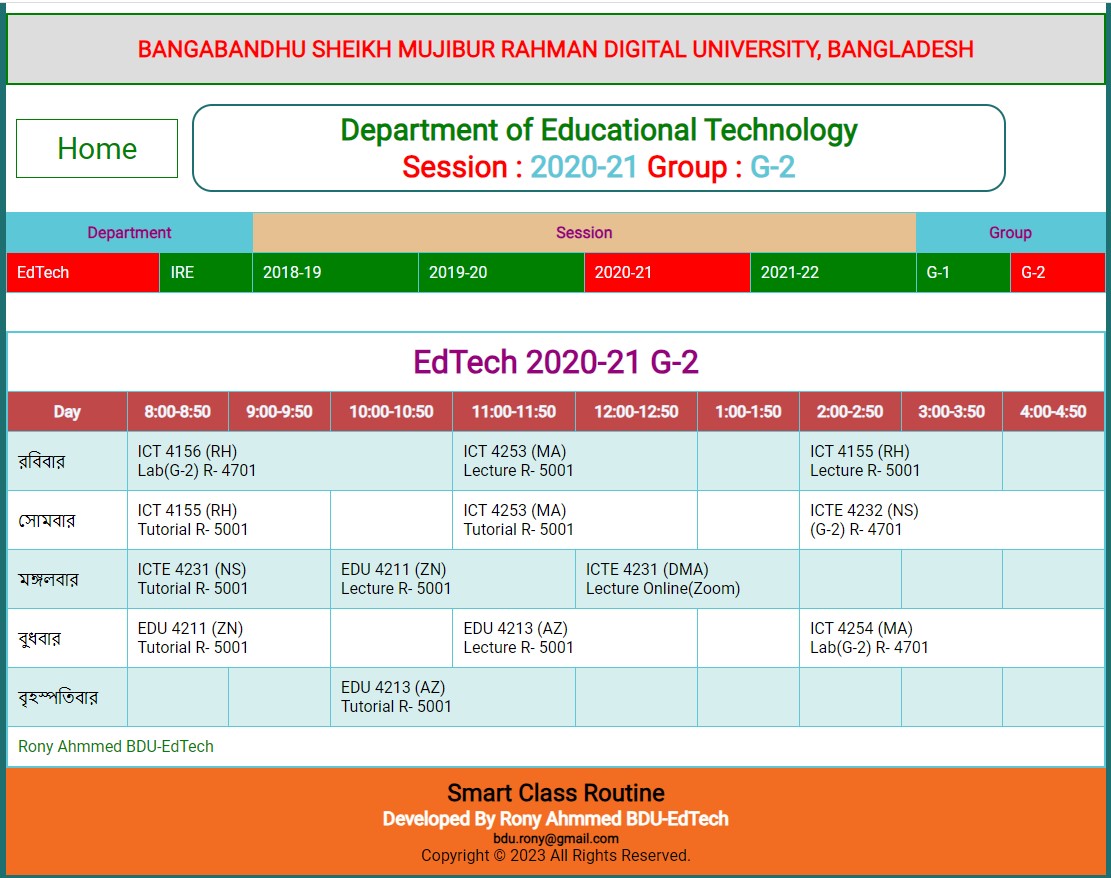 BANGABANDHU SHEIKH MUJIBUR RAHMAN DIGITAL UNIVERSITY, BANGLADESH
Home
Department of Educational Technology
Session : 2020-21 Group : G-2
Department Session Group
EdTech IRE 2018-19 2019-20 2020-21 2021-22 G-1 G-2
EdTech 2020-21 G-2
Day 8:00-8:50 9:00-9:50 10:00-10:50 11:00-11:50 12:00-12:50 1:00-1:50 2:00-2:50 3:00-3:50 4:00-4:50
রবিবার
ICT 4156 (RH)
Lab(G-2) R- 4701
ICT 4253 (MA)
Lecture R- 5001
ICT 4155 (RH)
Lecture R- 5001
সোমবার
ICT 4155 (RH)
Tutorial R- 5001
ICT 4253 (MA)
Tutorial R- 5001
ICTE 4232 (NS)
(G-2) R- 4701
মঙ্গলবার
ICTE 4231 (NS)
Tutorial R- 5001
EDU 4211 (ZN)
Lecture R- 5001
ICTE 4231 (DMA)
Lecture Online(Zoom)
বুধবার
EDU 4211 (ZN)
Tutorial R- 5001
EDU 4213 (AZ)
Lecture R- 5001
ICT 4254 (MA)
Lab(G-2) R- 4701
বৃহস্পতিবার
EDU 4213 (AZ)
Tutorial R- 5001
Rony Ahmmed BDU-EdTech
Smart Class Routine
Developed By Rony Ahmmed BDU-EdTech
bdu.rony@gmail.com
Copyright © 2023 All Rights Reserved.